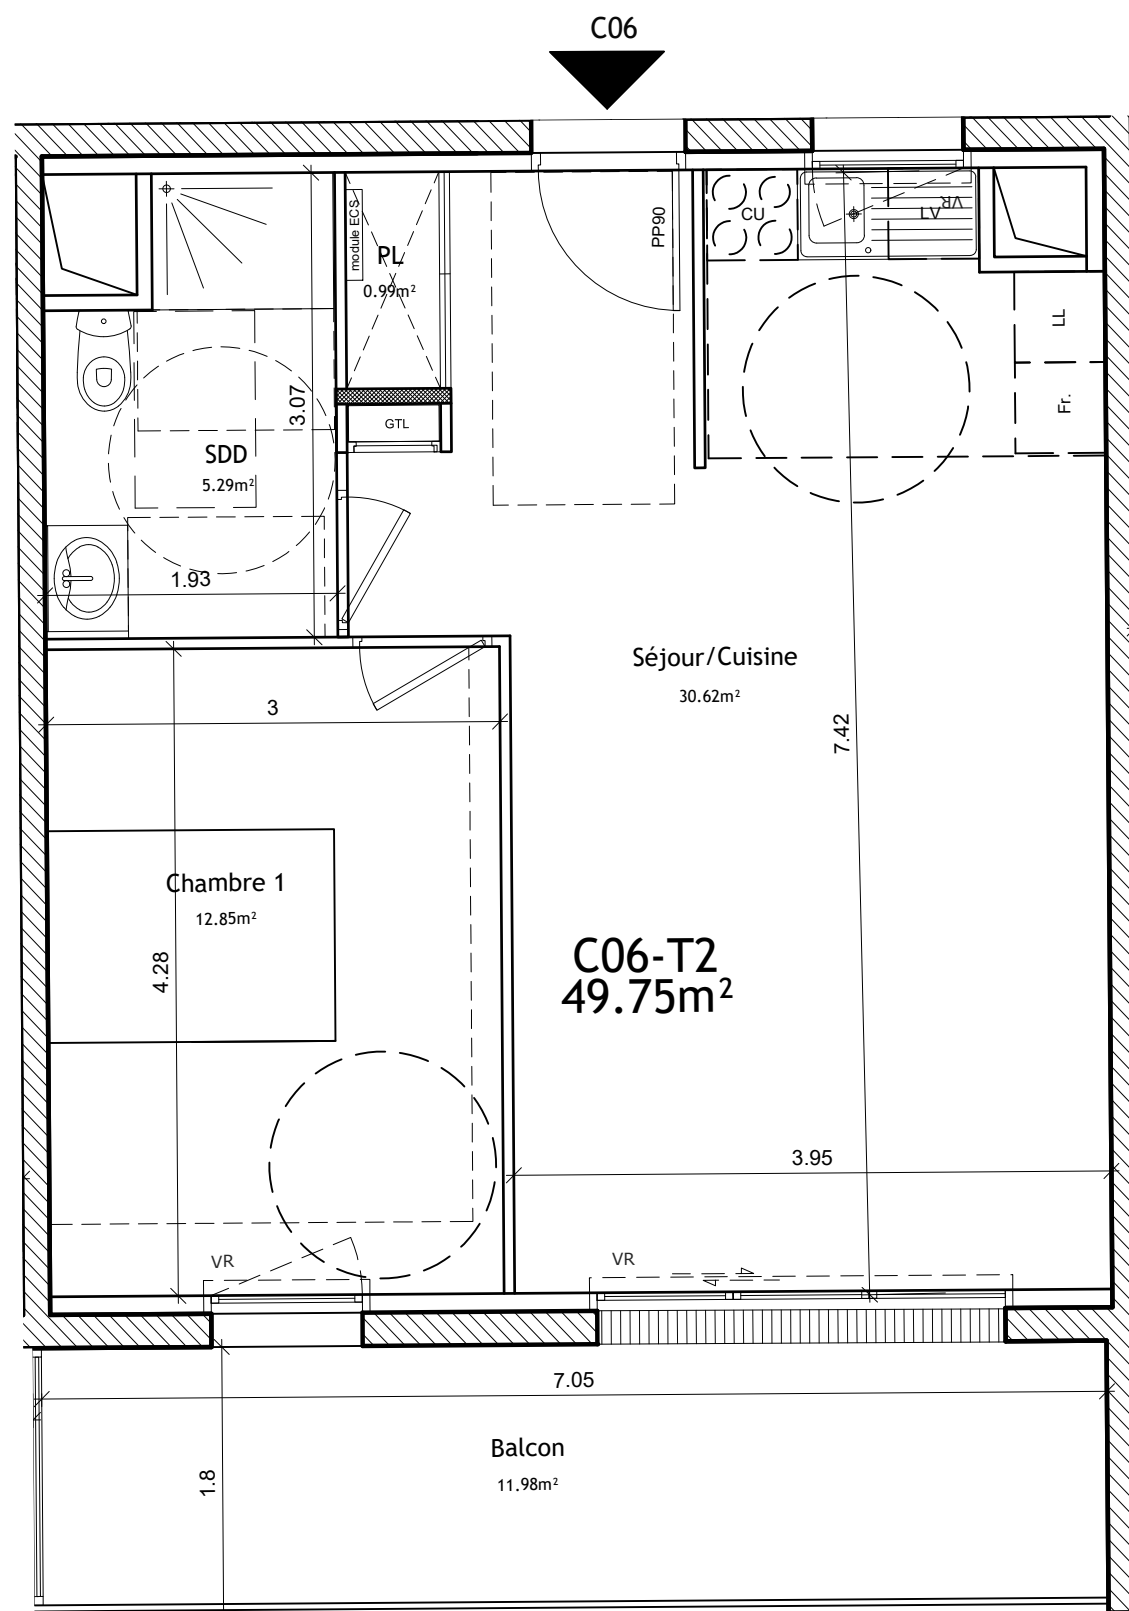 C06
module ECS
PL
0.99m²
PP90
CU
LV
VR
LL
Fr.
GTL
3.07
SDD
5.29m²
1.93
Séjour/Cuisine
30.62m²
3
7.42
Chambre 1
12.85m²
4.28
C06-T2
49.75m²
3.95
VR
VR
7.05
Balcon
11.98m²
1.8